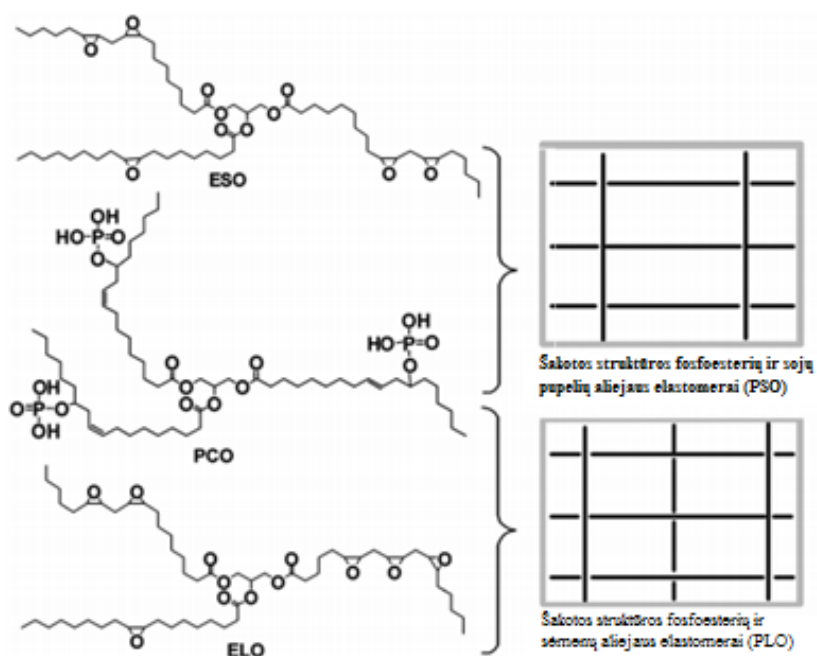 O O
O
O
O
O O
O
O
O O
ESO
OH
HO-P=O
O
OH
HO-P=O
O
OH
O=P-O
OH
O
O
O
O
O
O
PCO
Šakotos struktūros fosfoesterių ir sojų
pupelių aliejaus elastomerai (PSO)
O O
O
O
O
O
O
O
O O O
O
ELO
Šakotos struktūros fosfoesterių ir
sėmenų aliejaus elastomerai (PLO)